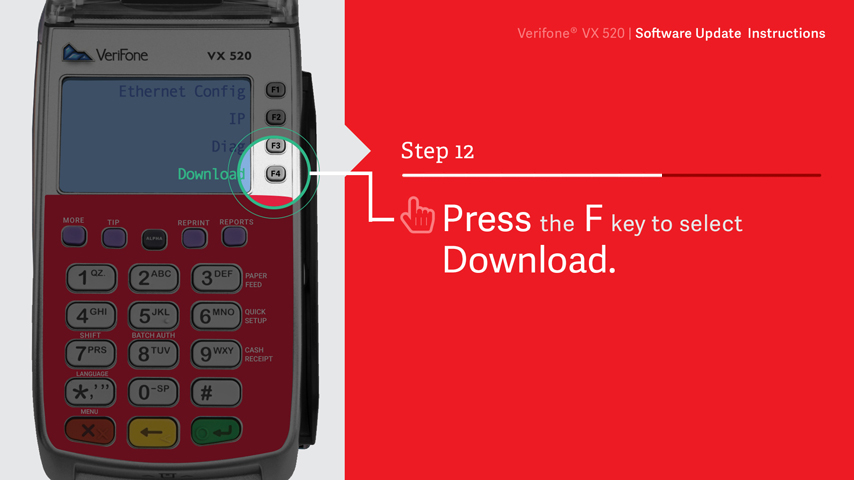 Verifone® VX 520 | Software Update Instructions
VeriFone VX 520
Ethernet Config F1
IP F2
Diag F3
Download F4
Step 12
Press the F key to select
Download.
MORE TIP ALPHA REPRINT REPORTS
1 QZ. 2 ABC 3 DEF PAPER FEED
4 GHI 5 JKL 6 MNO QUICK SETUP
SHIFT BATCH AUTH
7 PRS 8 TUV 9 WXY CASH RECEIPT
LANGUAGE
*,'" 0 -SP #
MENU